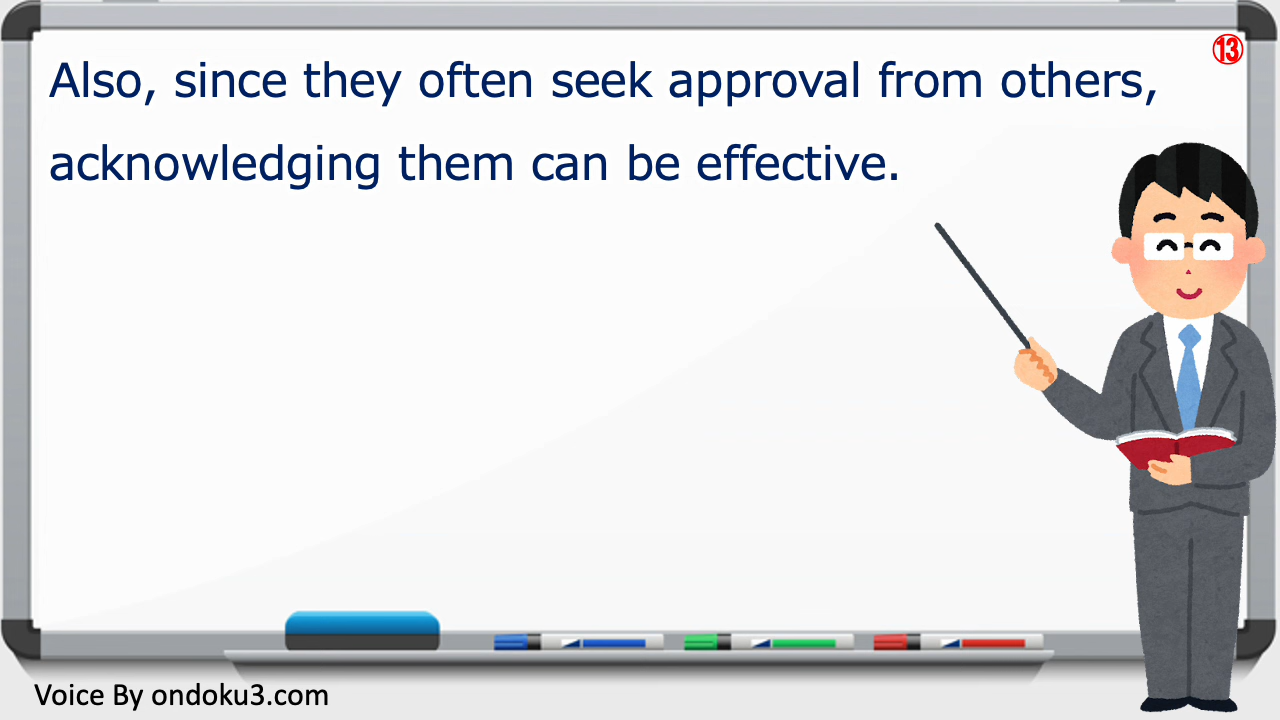 ⑬
Also, since they often seek approval from others,
acknowledging them can be effective.
Voice By ondoku3.com